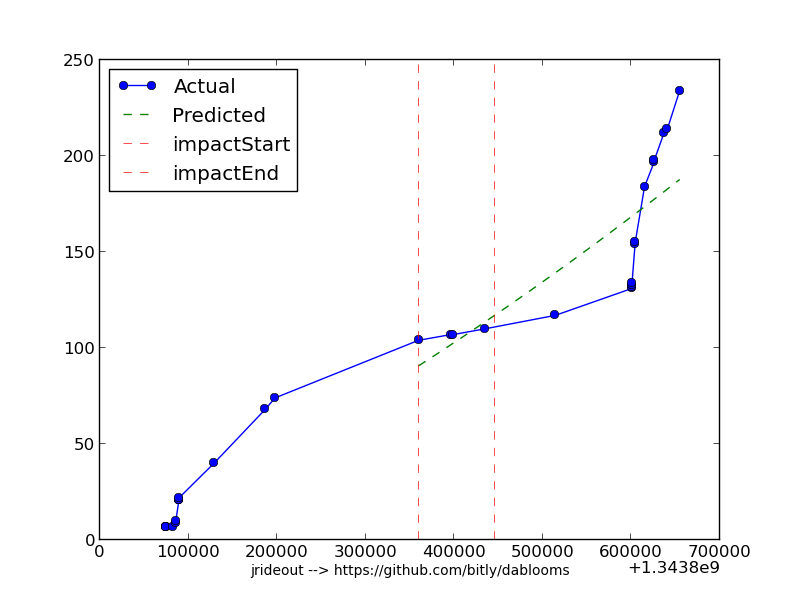 250
200
150
100
50
0
Actual
Predicted
impactStart
impactEnd
0 100000 200000 300000 400000 500000 600000 700000
+1.3438e9
jrideout --> https://github.com/bitly/dablooms